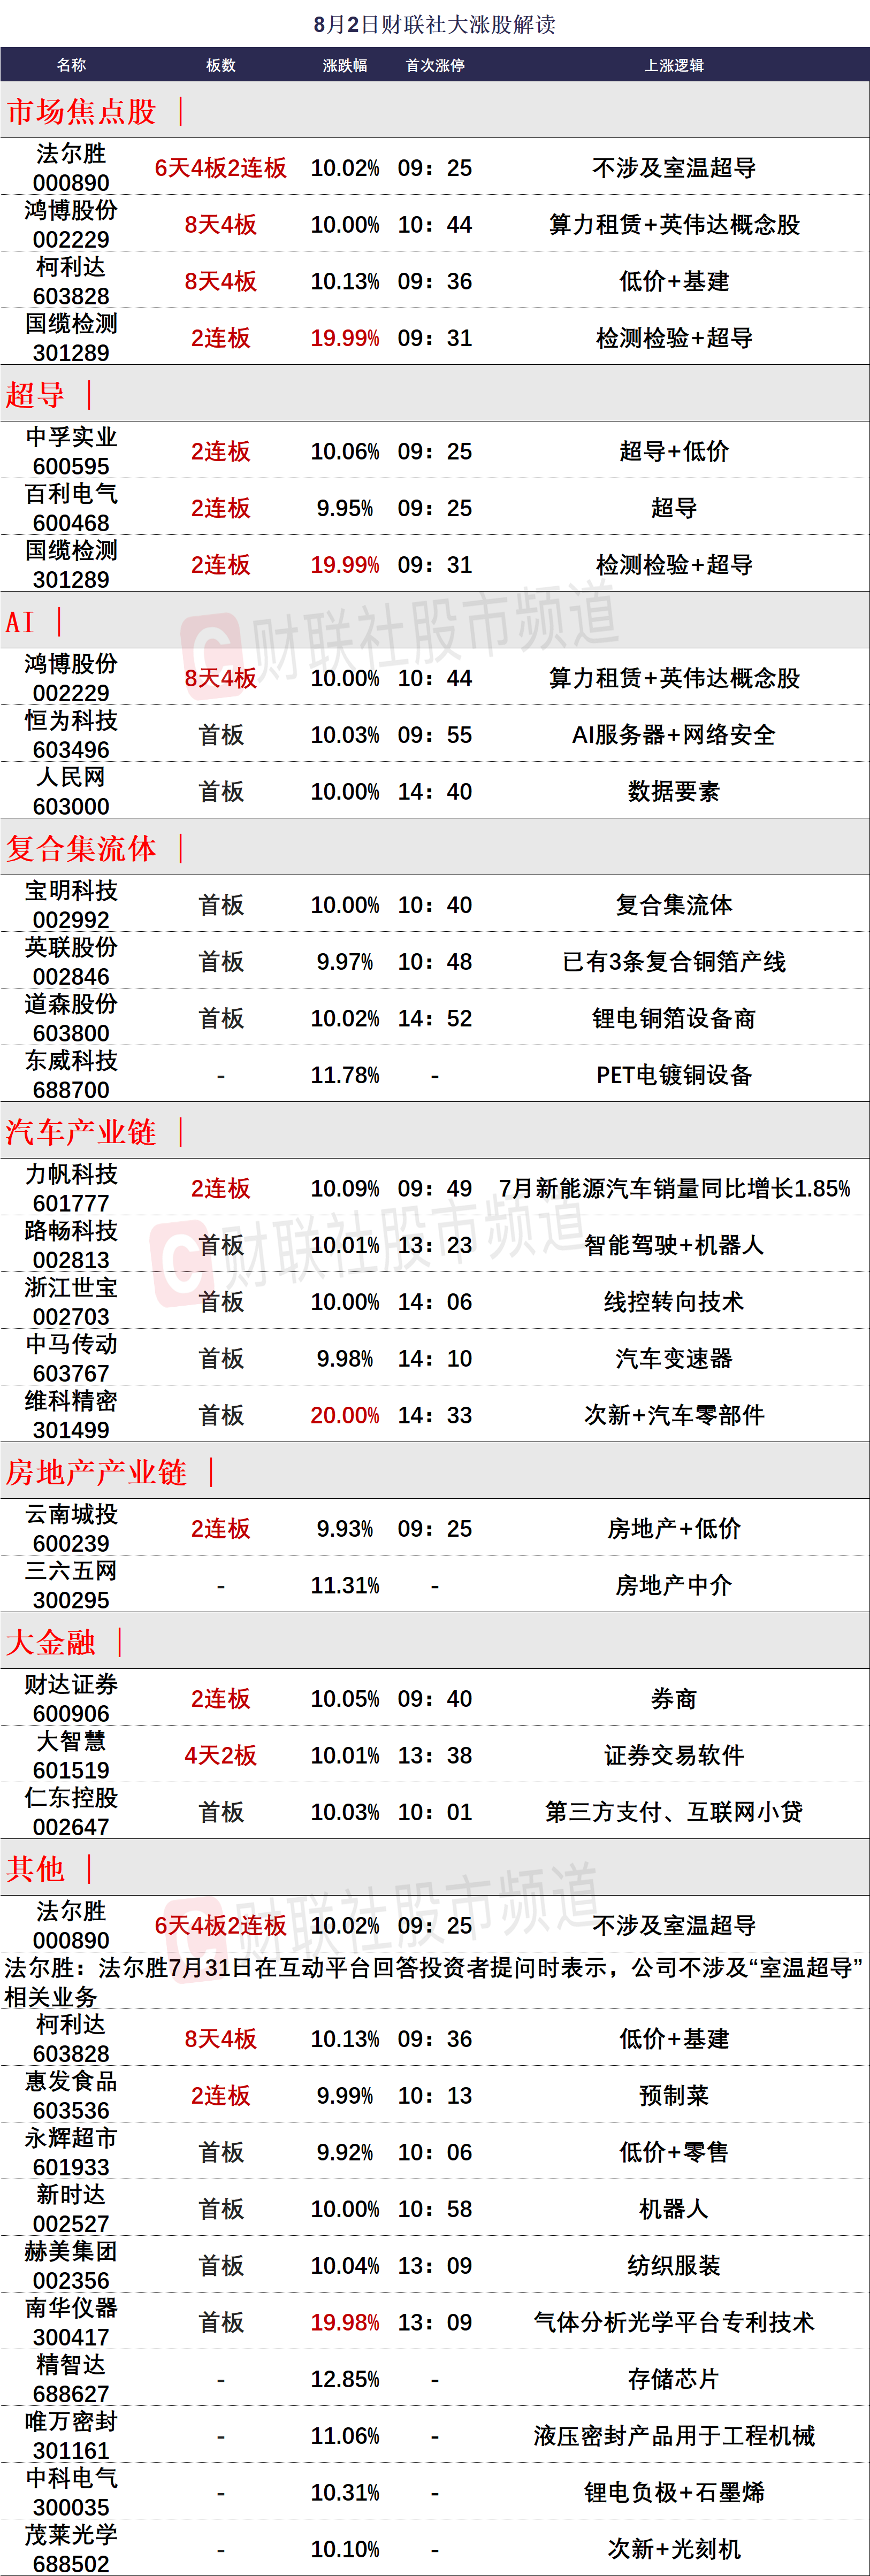 8月2日财联社大涨股解读
名称 板数 涨跌幅 首次涨停 上涨逻辑
市场焦点股 |
法尔胜
000890 6天4板2连板 10.02% 09：25 不涉及室温超导
鸿博股份
002229 8天4板 10.00% 10：44 算力租赁+英伟达概念股
柯利达
603828 8天4板 10.13% 09：36 低价+基建
国缆检测
301289 2连板 19.99% 09：31 检测检验+超导
超导 |
中孚实业
600595 2连板 10.06% 09：25 超导+低价
百利电气
600468 2连板 9.95% 09：25 超导
国缆检测
301289 2连板 19.99% 09：31 检测检验+超导
AI |
财联社股市频道
鸿博股份
002229 8天4板 10.00% 10：44 算力租赁+英伟达概念股
恒为科技
603496 首板 10.03% 09：55 AI服务器+网络安全
人民网
603000 首板 10.00% 14：40 数据要素
复合集流体 |
宝明科技
002992 首板 10.00% 10：40 复合集流体
英联股份
002846 首板 9.97% 10：48 已有3条复合铜箔产线
道森股份
603800 首板 10.02% 14：52 锂电铜箔设备商
东威科技
688700 - 11.78% - PET电镀铜设备
汽车产业链 |
力帆科技
601777 2连板 10.09% 09：49 7月新能源汽车销量同比增长1.85%
财联社股市频道
路畅科技
002813 首板 10.01% 13：23 智能驾驶+机器人
浙江世宝
002703 首板 10.00% 14：06 线控转向技术
中马传动
603767 首板 9.98% 14：10 汽车变速器
维科精密
301499 首板 20.00% 14：33 次新+汽车零部件
房地产产业链 |
云南城投
600239 2连板 9.93% 09：25 房地产+低价
三六五网
300295 - 11.31% - 房地产中介
大金融 |
财达证券
600906 2连板 10.05% 09：40 券商
大智慧
601519 4天2板 10.01% 13：38 证券交易软件
仁东控股
002647 首板 10.03% 10：01 第三方支付、互联网小贷
其他 |
财联社股市频道
法尔胜
000890 6天4板2连板 10.02% 09：25 不涉及室温超导
法尔胜：法尔胜7月31日在互动平台回答投资者提问时表示，公司不涉及“室温超导”
相关业务
柯利达
603828 8天4板 10.13% 09：36 低价+基建
惠发食品
603536 2连板 9.99% 10：13 预制菜
永辉超市
601933 首板 9.92% 10：06 低价+零售
新时达
002527 首板 10.00% 10：58 机器人
赫美集团
002356 首板 10.04% 13：09 纺织服装
南华仪器
300417 首板 19.98% 13：09 气体分析光学平台专利技术
精智达
688627 - 12.85% - 存储芯片
唯万密封
301161 - 11.06% - 液压密封产品用于工程机械
中科电气
300035 - 10.31% - 锂电负极+石墨烯
茂莱光学
688502 - 10.10% - 次新+光刻机